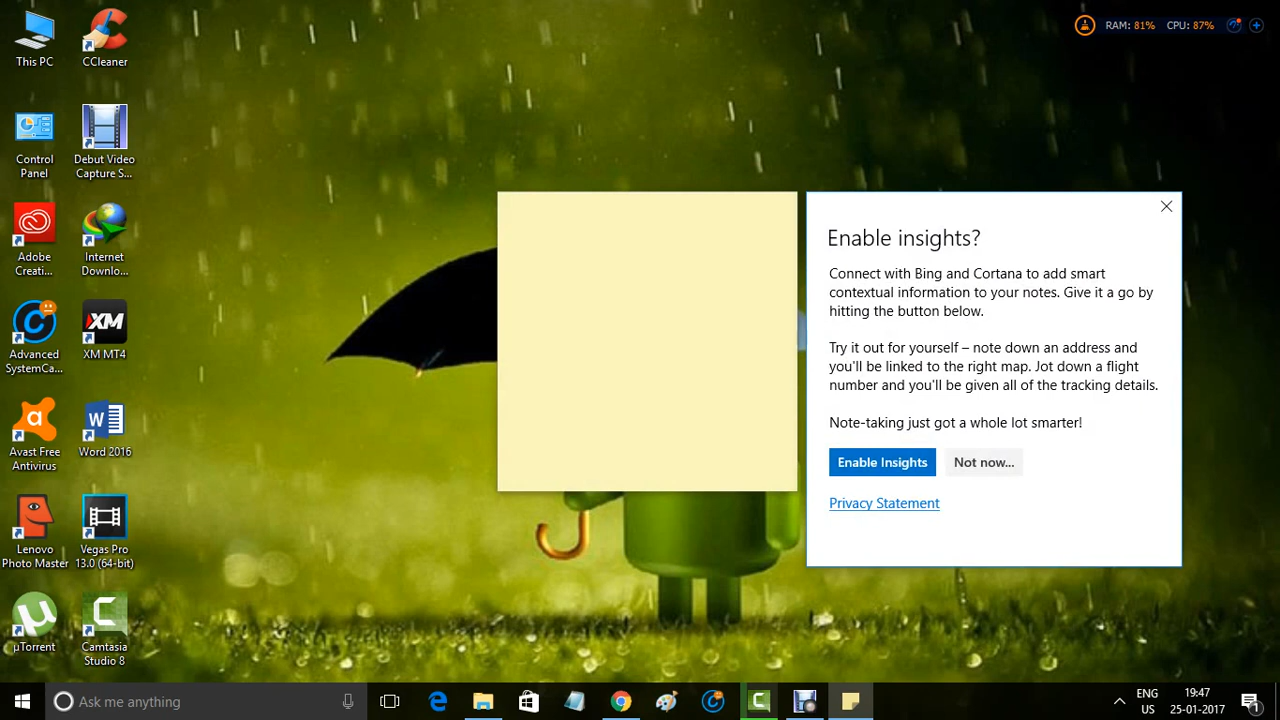 This PC
CCleaner
RAM: 81% CPU: 87%
Control
Panel
Debut Video
Capture S...
Adobe
Creati...
Internet
Downlo...
Advanced
SystemCa...
XM
XM MT4
Avast Free
Antivirus
Word 2016
Lenovo
Photo Master
Vegas Pro
13.0 (64-bit)
µTorrent
Camtasia
Studio 8
Enable insights?
Connect with Bing and Cortana to add smart
contextual information to your notes. Give it a go by
hitting the button below.
Try it out for yourself – note down an address and
you'll be linked to the right map. Jot down a flight
number and you'll be given all of the tracking details.
Note-taking just got a whole lot smarter!
Enable Insights
Not now...
Privacy Statement
Ask me anything
ENG
US
19:47
25-01-2017
1